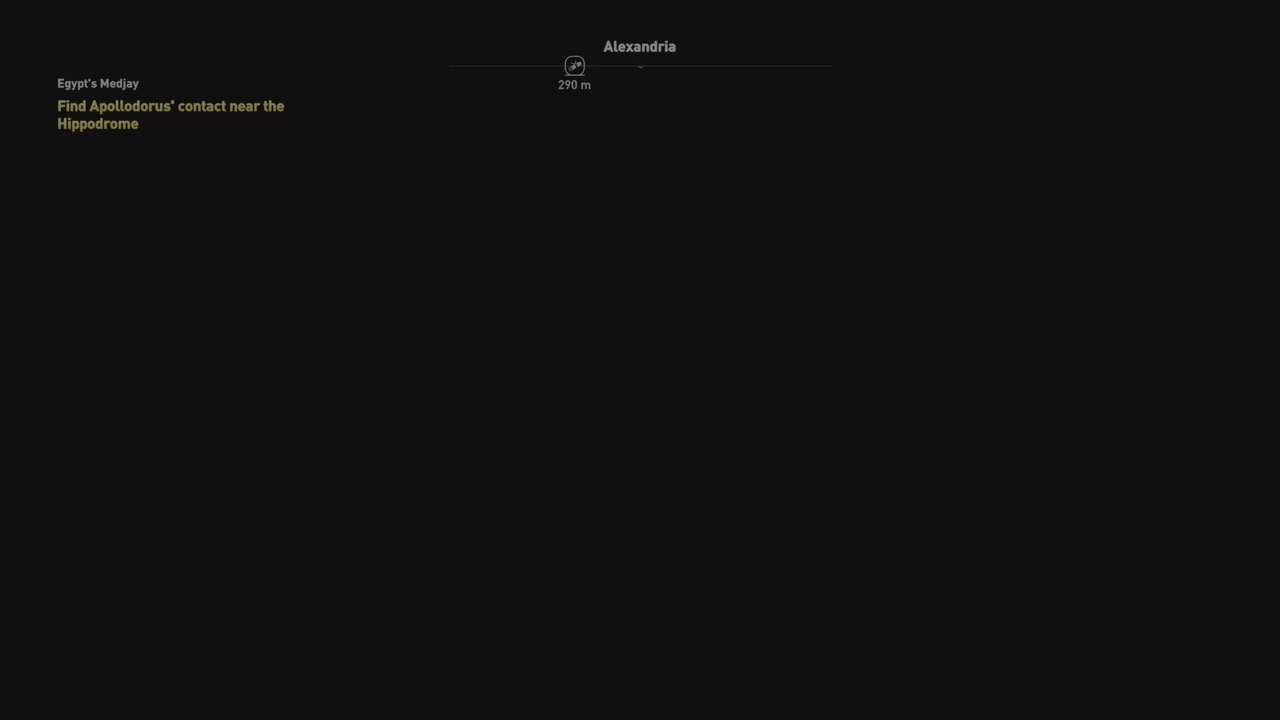 Alexandria
290 m
Egypt's Medjay
Find Apollodorus' contact near the
Hippodrome